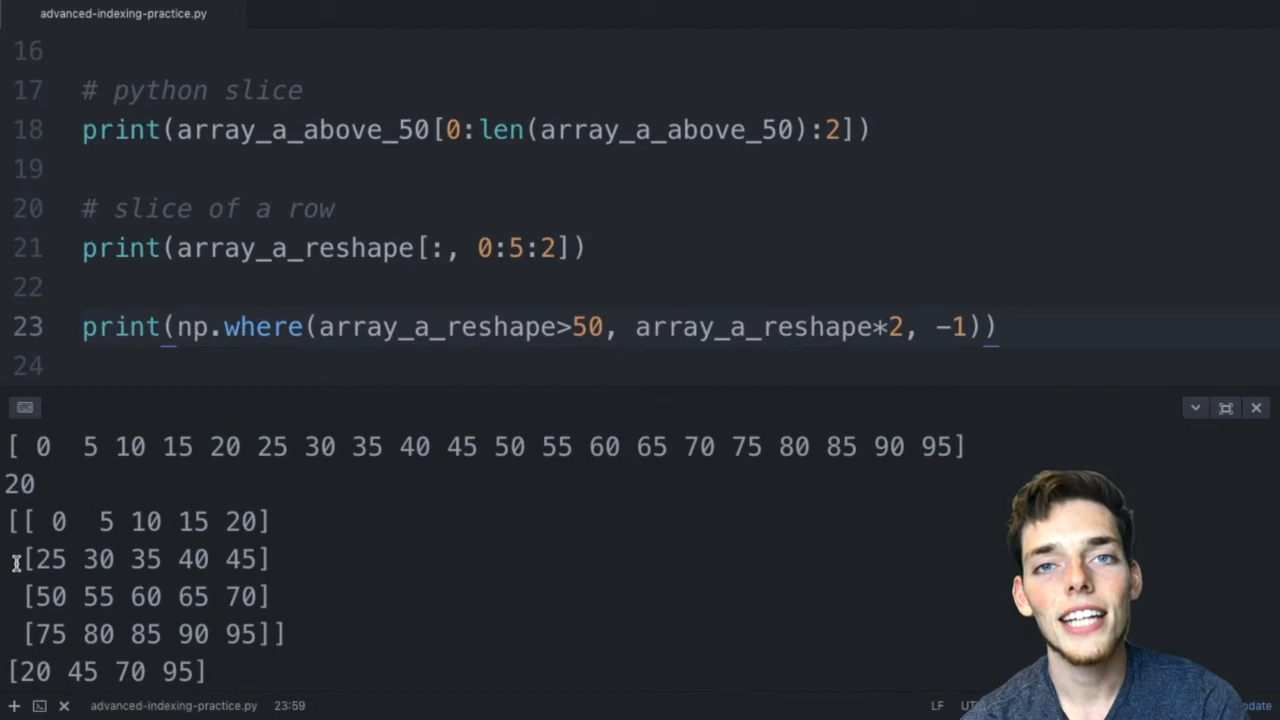 advanced-indexing-practice.py
16
17 # python slice
18 print(array_a_above_50[0:len(array_a_above_50):2])
19
20 # slice of a row
21 print(array_a_reshape[:, 0:5:2])
22
23 print(np.where(array_a_reshape>50, array_a_reshape*2, -1))
24
[ 0 5 10 15 20 25 30 35 40 45 50 55 60 65 70 75 80 85 90 95]
20
[[ 0 5 10 15 20]
[25 30 35 40 45]
[50 55 60 65 70]
[75 80 85 90 95]]
[20 45 70 95]
advanced-indexing-practice.py 23:59 LF